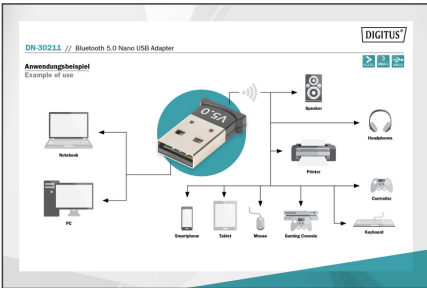 DIGITUS®
DN-30211 // Bluetooth 5.0 Nano USB Adapter
Anwendungsbeispiel
Example of use
V5.0
Speaker
Headphones
Notebook
Printer
Controller
PC
Smartphone
Tablet
Mouse
Gaming Console
Keyboard